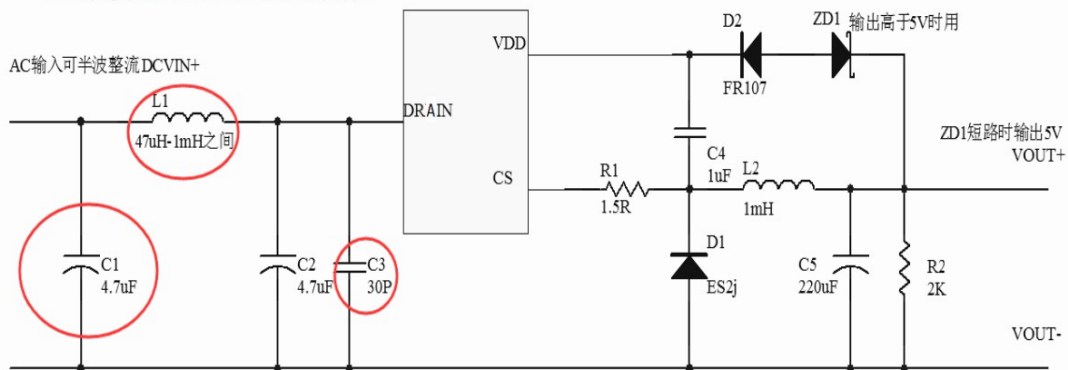 AC输入可半波整流DCVIN+
L1
47uH-1mH之间
C1
4.7uF
C2
4.7uF
C3
30P
DRAIN
VDD
CS
R1
1.5R
C4
1uF
D2
FR107
ZD1
输出高于5V时用
L2
1mH
D1
ES2j
C5
220uF
R2
2K
ZD1短路时输出5V
VOUT+
VOUT-